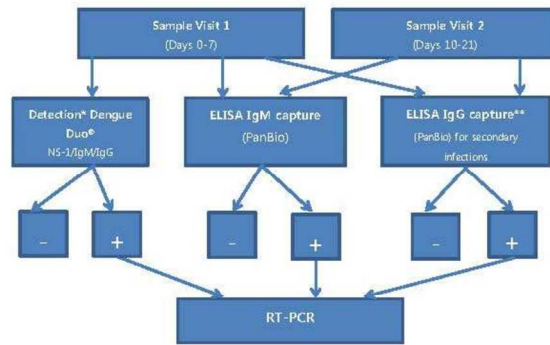 Sample Visit 1
(Days 0-7)
Sample Visit 2
(Days 10-21)
Detection* Dengue
Duo®
NS-1/IgM/IgG
ELISA IgM capture
(PanBio)
ELISA IgG capture**
(PanBio) for secondary
infections
-
+
-
+
-
+
RT-PCR